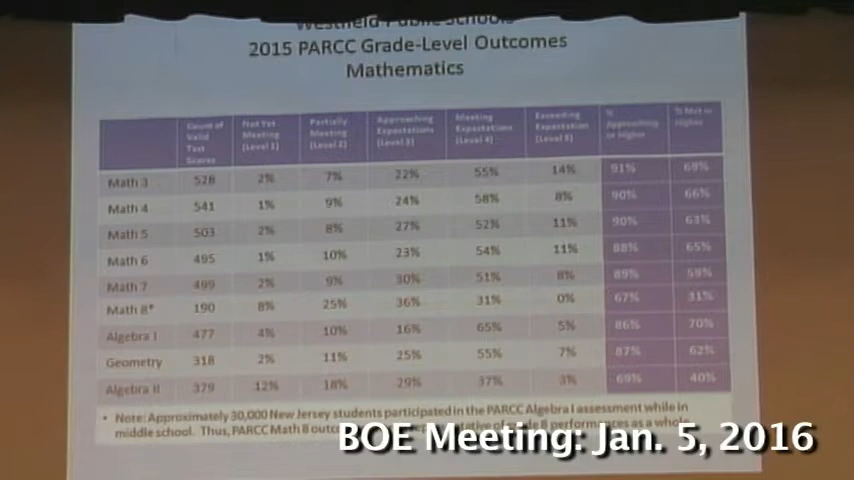 Westfield Public Schools
2015 PARCC Grade-Level Outcomes
Mathematics
Count of Valid Test Scores | Not Yet Meeting (Level 1) | Partially Meeting (Level 2) | Approaching Expectations (Level 3) | Meeting Expectations (Level 4) | Exceeding Expectation (Level 5) | % Approaching or Higher | % Met or Higher
Math 3 528 2% 7% 22% 55% 14% 91% 69%
Math 4 541 1% 9% 24% 58% 8% 90% 66%
Math 5 503 2% 8% 27% 52% 11% 90% 63%
Math 6 495 1% 10% 23% 54% 11% 88% 65%
Math 7 499 2% 9% 30% 51% 8% 89% 59%
Math 8* 190 8% 25% 36% 31% 0% 67% 31%
Algebra I 477 4% 10% 16% 65% 5% 86% 70%
Geometry 318 2% 11% 25% 55% 7% 87% 62%
Algebra II 379 12% 18% 29% 37% 3% 69% 40%
• Note: Approximately 30,000 New Jersey students participated in the PARCC Algebra I assessment while in
middle school. Thus, PARCC Math 8 performances as a whole
BOE Meeting: Jan. 5, 2016